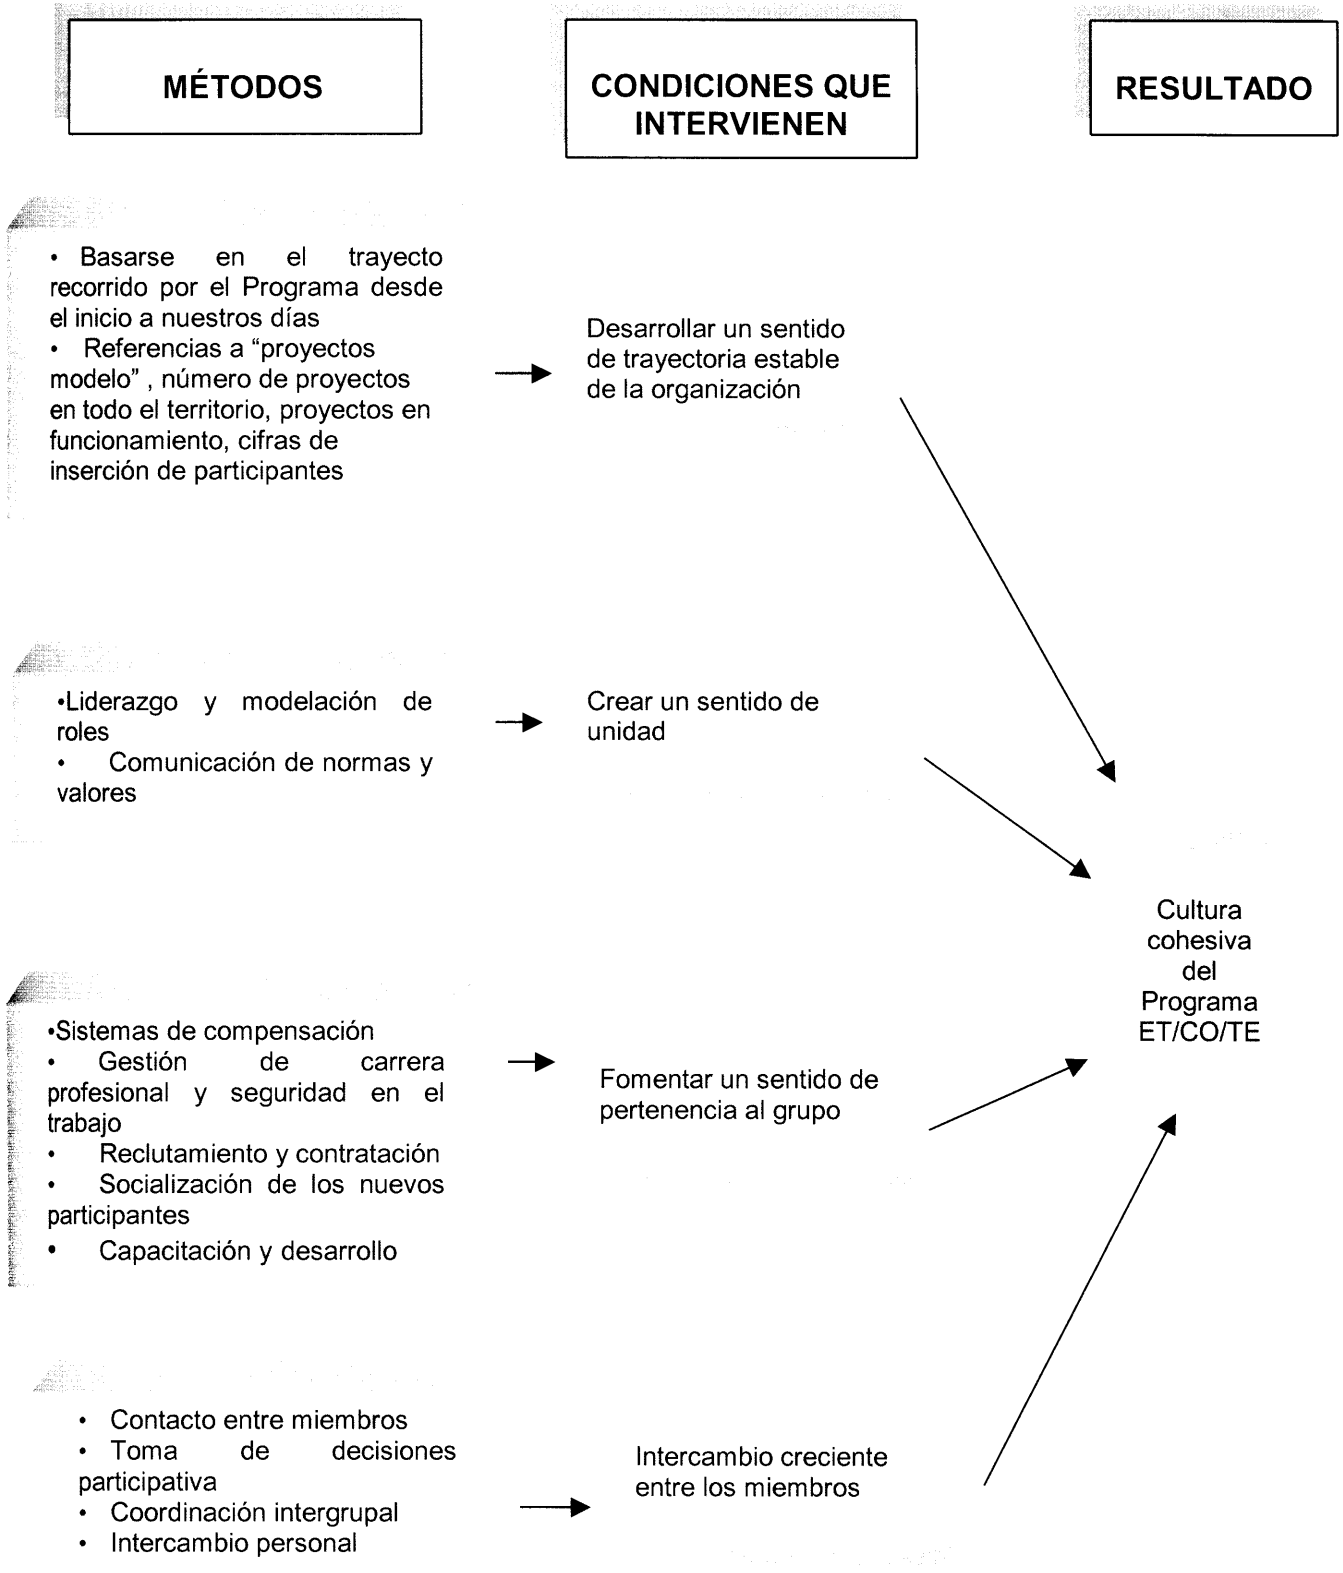 MÉTODOS
CONDICIONES QUE
INTERVIENEN
RESULTADO
• Basarse en el trayecto
recorrido por el Programa desde
el inicio a nuestros días
• Referencias a “proyectos
modelo” , número de proyectos
en todo el territorio, proyectos en
funcionamiento, cifras de
inserción de participantes
Desarrollar un sentido
de trayectoria estable
de la organización
•Liderazgo y modelación de
roles
• Comunicación de normas y
valores
Crear un sentido de
unidad
•Sistemas de compensación
• Gestión de carrera
profesional y seguridad en el
trabajo
• Reclutamiento y contratación
• Socialización de los nuevos
participantes
• Capacitación y desarrollo
Fomentar un sentido de
pertenencia al grupo
• Contacto entre miembros
• Toma de decisiones
participativa
• Coordinación intergrupal
• Intercambio personal
Intercambio creciente
entre los miembros
Cultura
cohesiva
del
Programa
ET/CO/TE